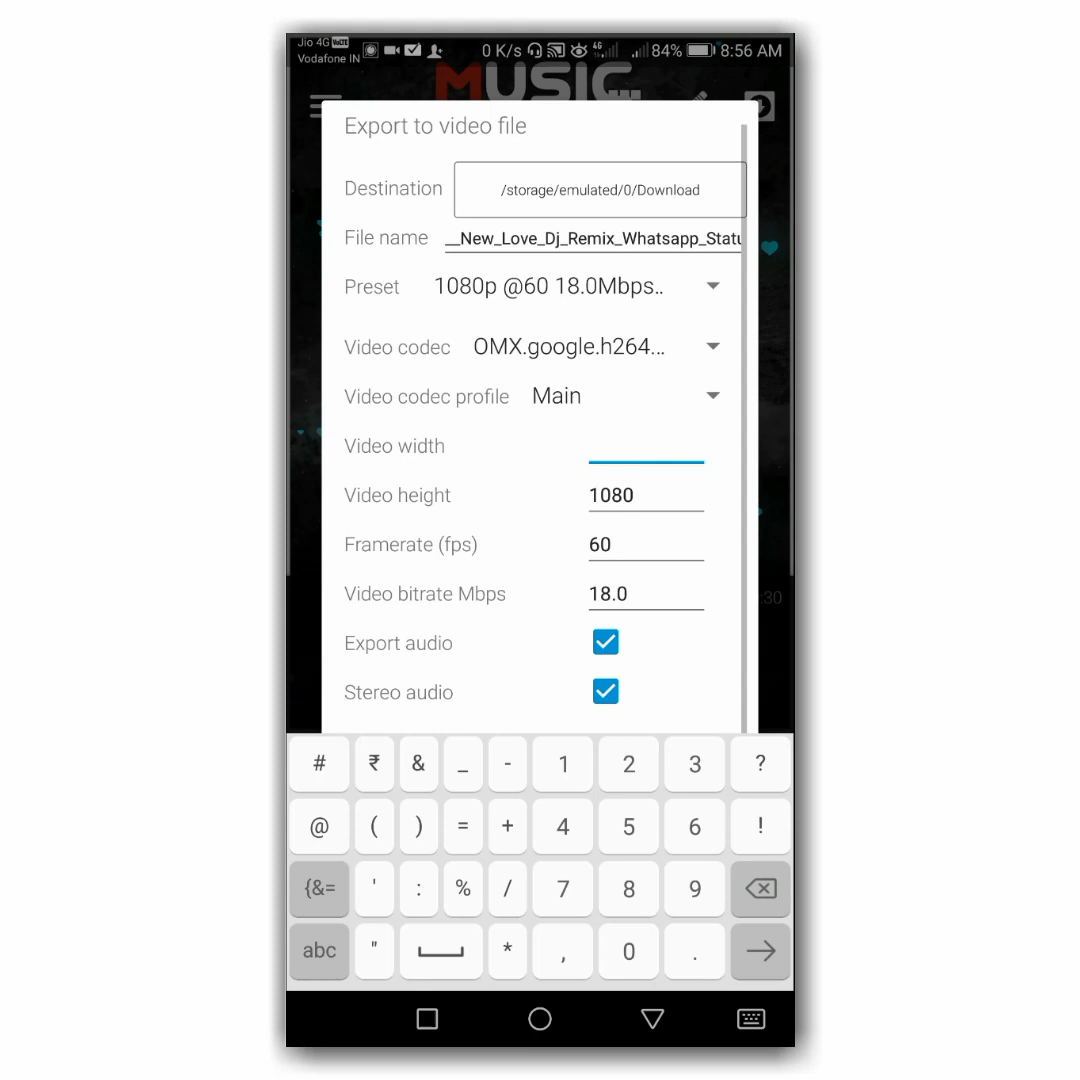 Jio 4G VoLTE
Vodafone IN
0 K/s 4G 84% 8:56 AM
MUSIC
Export to video file
Destination /storage/emulated/0/Download
File name __New_Love_Dj_Remix_Whatsapp_Statu
Preset 1080p @60 18.0Mbps..
Video codec OMX.google.h264...
Video codec profile Main
Video width
Video height 1080
Framerate (fps) 60
:30
Video bitrate Mbps 18.0
Export audio
Stereo audio
# ₹ & _ - 1 2 3 ?
@ ( ) = + 4 5 6 !
{&= ' : % / 7 8 9
abc " * , 0 .